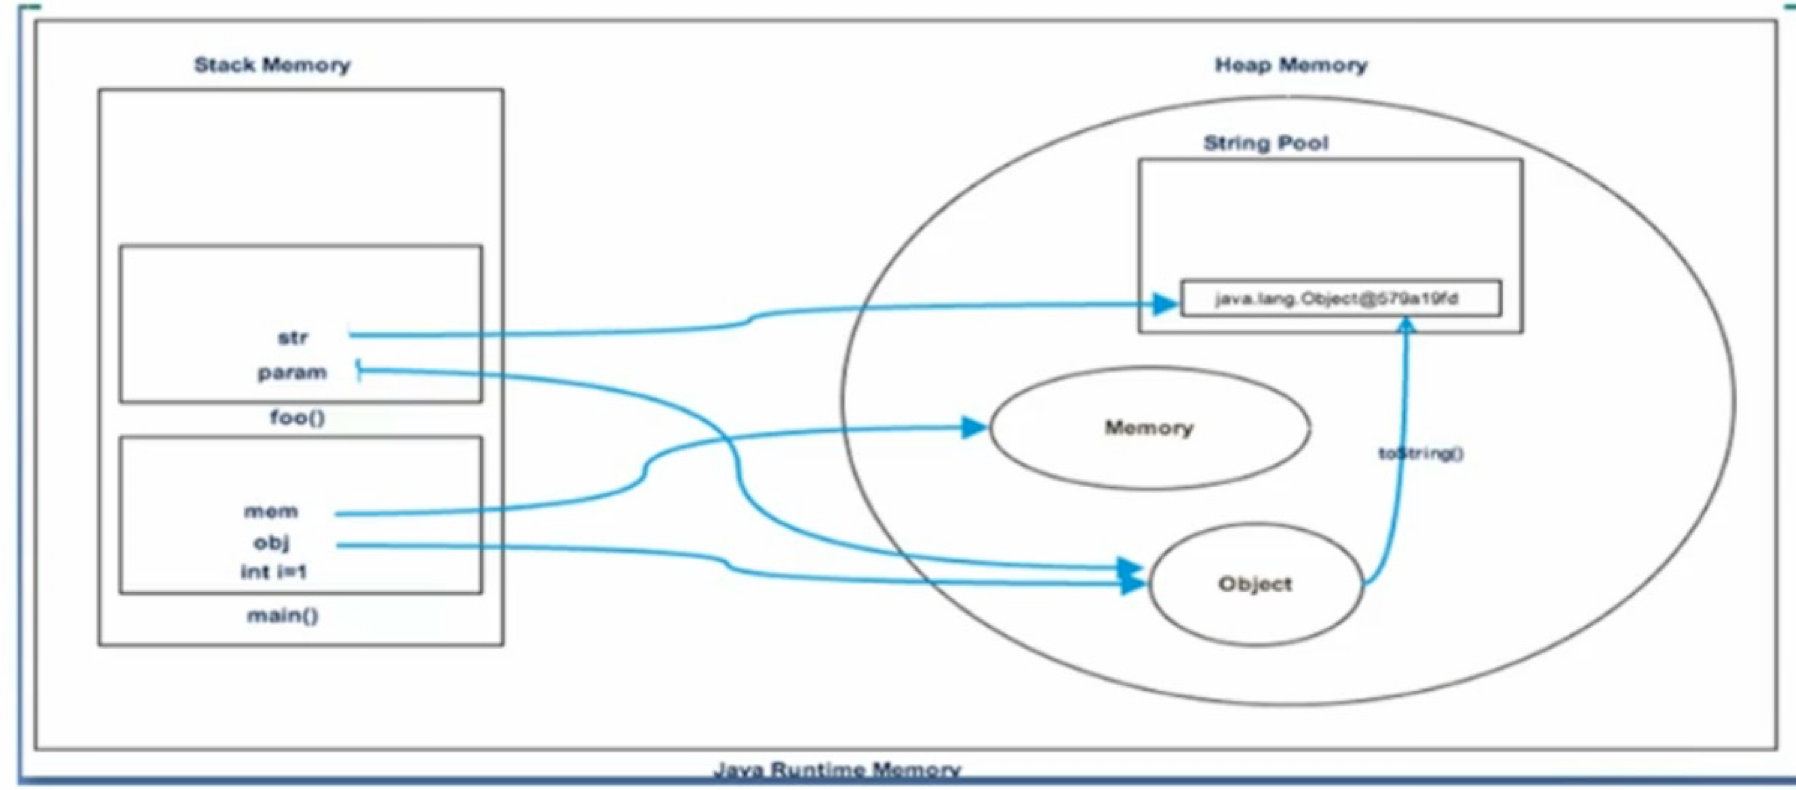 Stack Memory
Heap Memory
String Pool
java.lang.Object@579a19fd
str
param
foo()
Memory
toString()
mem
obj
int i=1
main()
Object
Java Runtime Memory